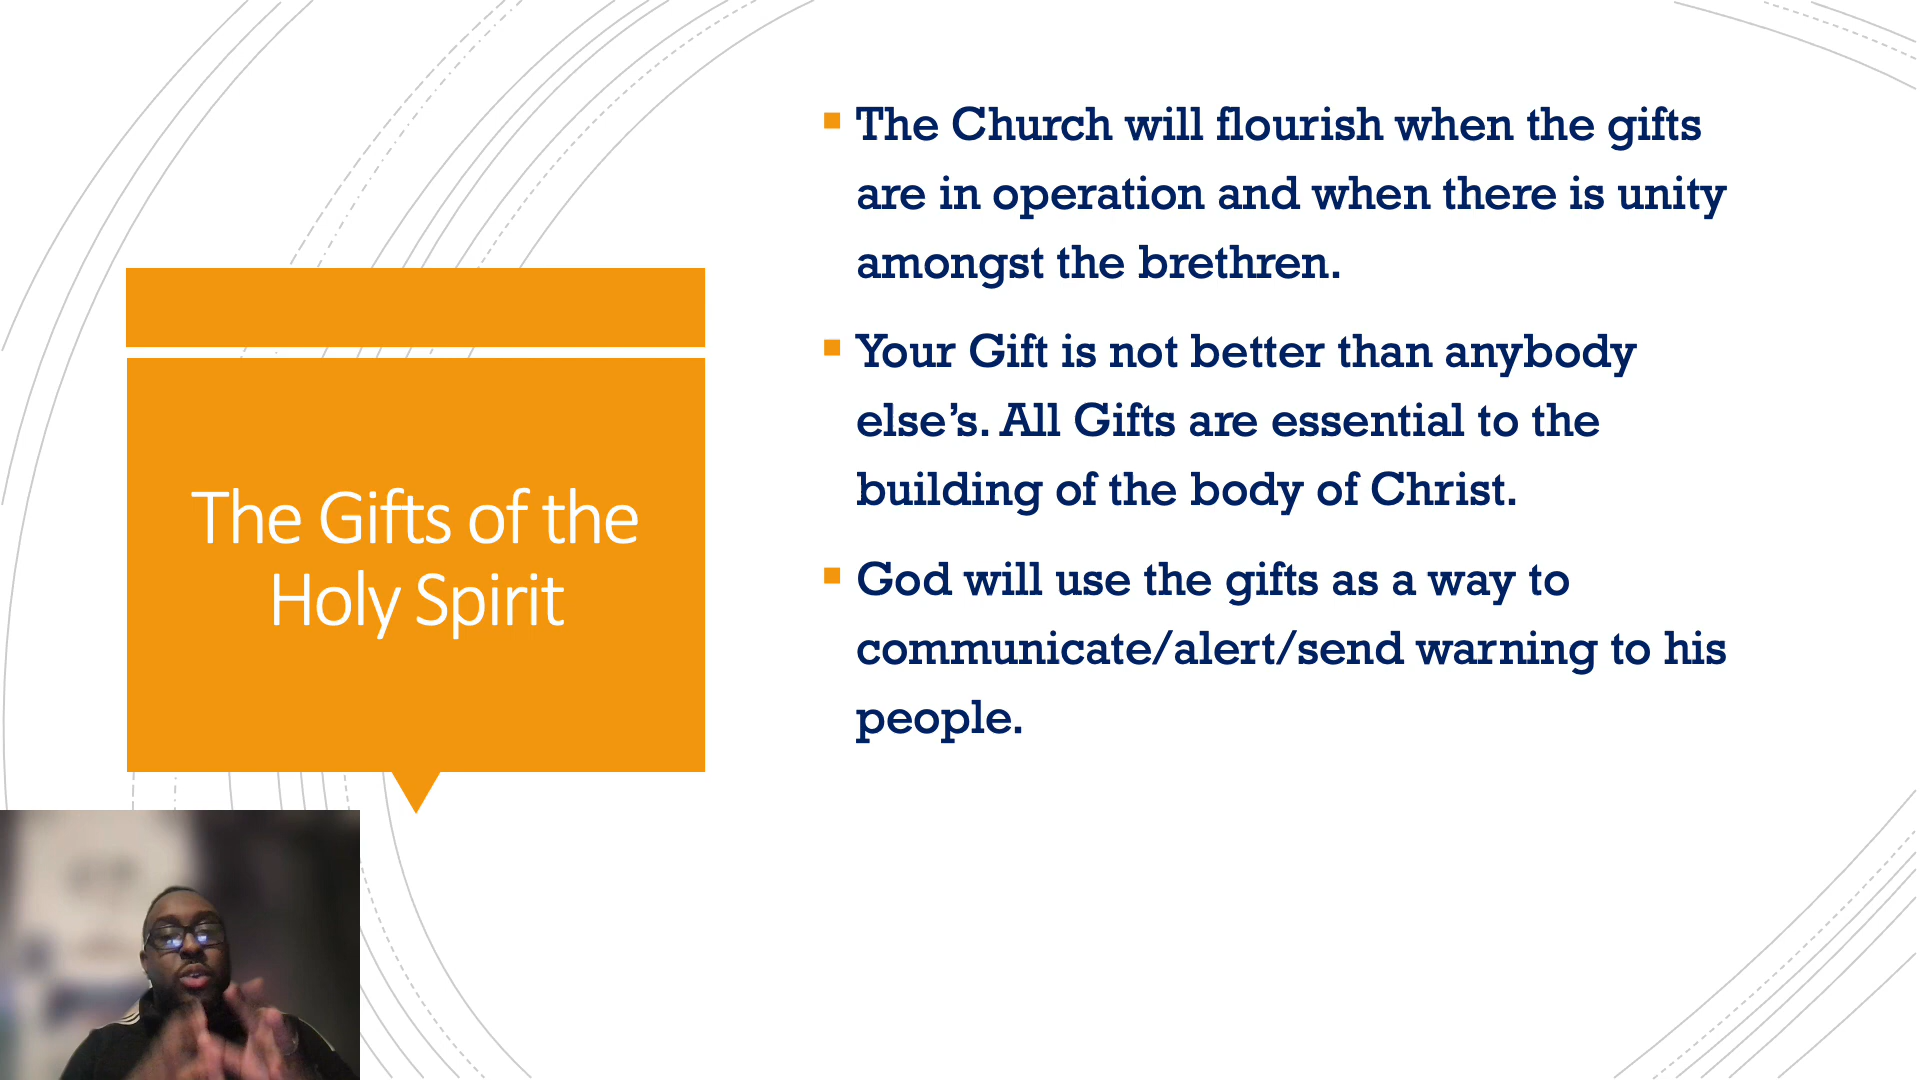 The Gifts of the
Holy Spirit
The Church will flourish when the gifts
are in operation and when there is unity
amongst the brethren.
Your Gift is not better than anybody
else’s. All Gifts are essential to the
building of the body of Christ.
God will use the gifts as a way to
communicate/alert/send warning to his
people.